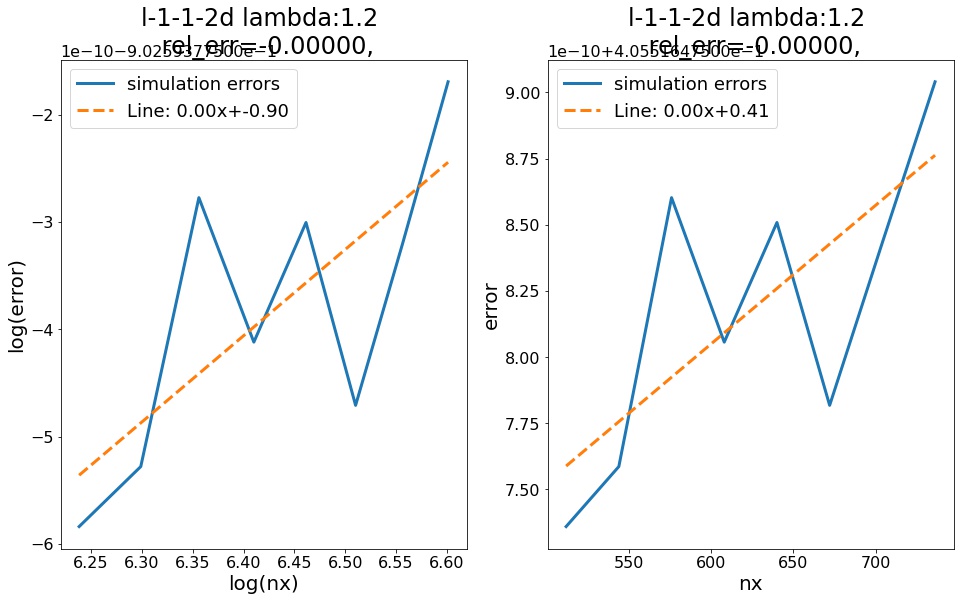 l-1-1-2d lambda:1.2
rel_err=-0.00000,
1e−10−9.0259377500e−1
simulation errors
Line: 0.00x+-0.90
−2
−3
−4
−5
−6
log(error)
6.25 6.30 6.35 6.40 6.45 6.50 6.55 6.60
log(nx)
l-1-1-2d lambda:1.2
rel_err=-0.00000,
1e−10+4.0551647500e−1
simulation errors
Line: 0.00x+0.41
9.00
8.75
8.50
8.25
8.00
7.75
7.50
error
550 600 650 700
nx